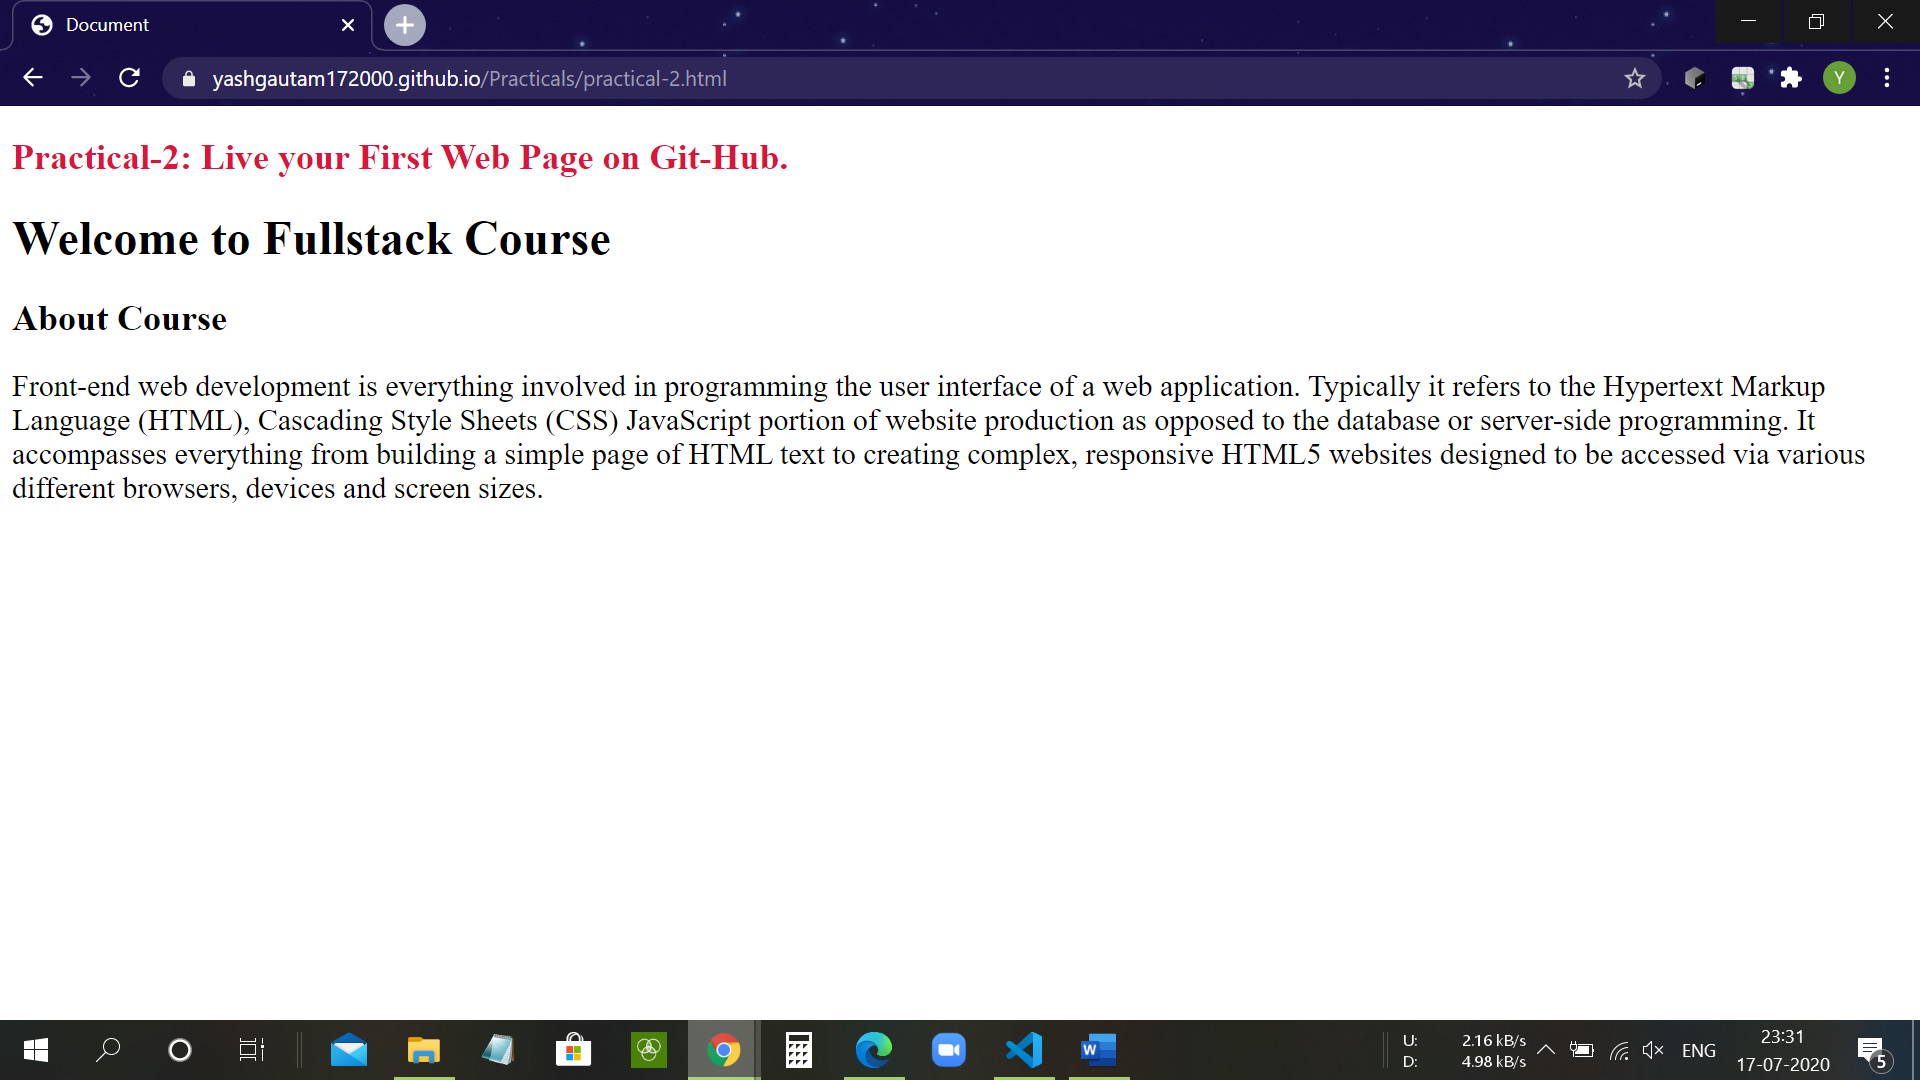 Document
yashgautam172000.github.io/Practicals/practical-2.html
Y
Practical-2: Live your First Web Page on Git-Hub.
Welcome to Fullstack Course
About Course
Front-end web development is everything involved in programming the user interface of a web application. Typically it refers to the Hypertext Markup
Language (HTML), Cascading Style Sheets (CSS) JavaScript portion of website production as opposed to the database or server-side programming. It
accompasses everything from building a simple page of HTML text to creating complex, responsive HTML5 websites designed to be accessed via various
different browsers, devices and screen sizes.
W
U: 2.16 kB/s
D: 4.98 kB/s
ENG
23:31
17-07-2020
5